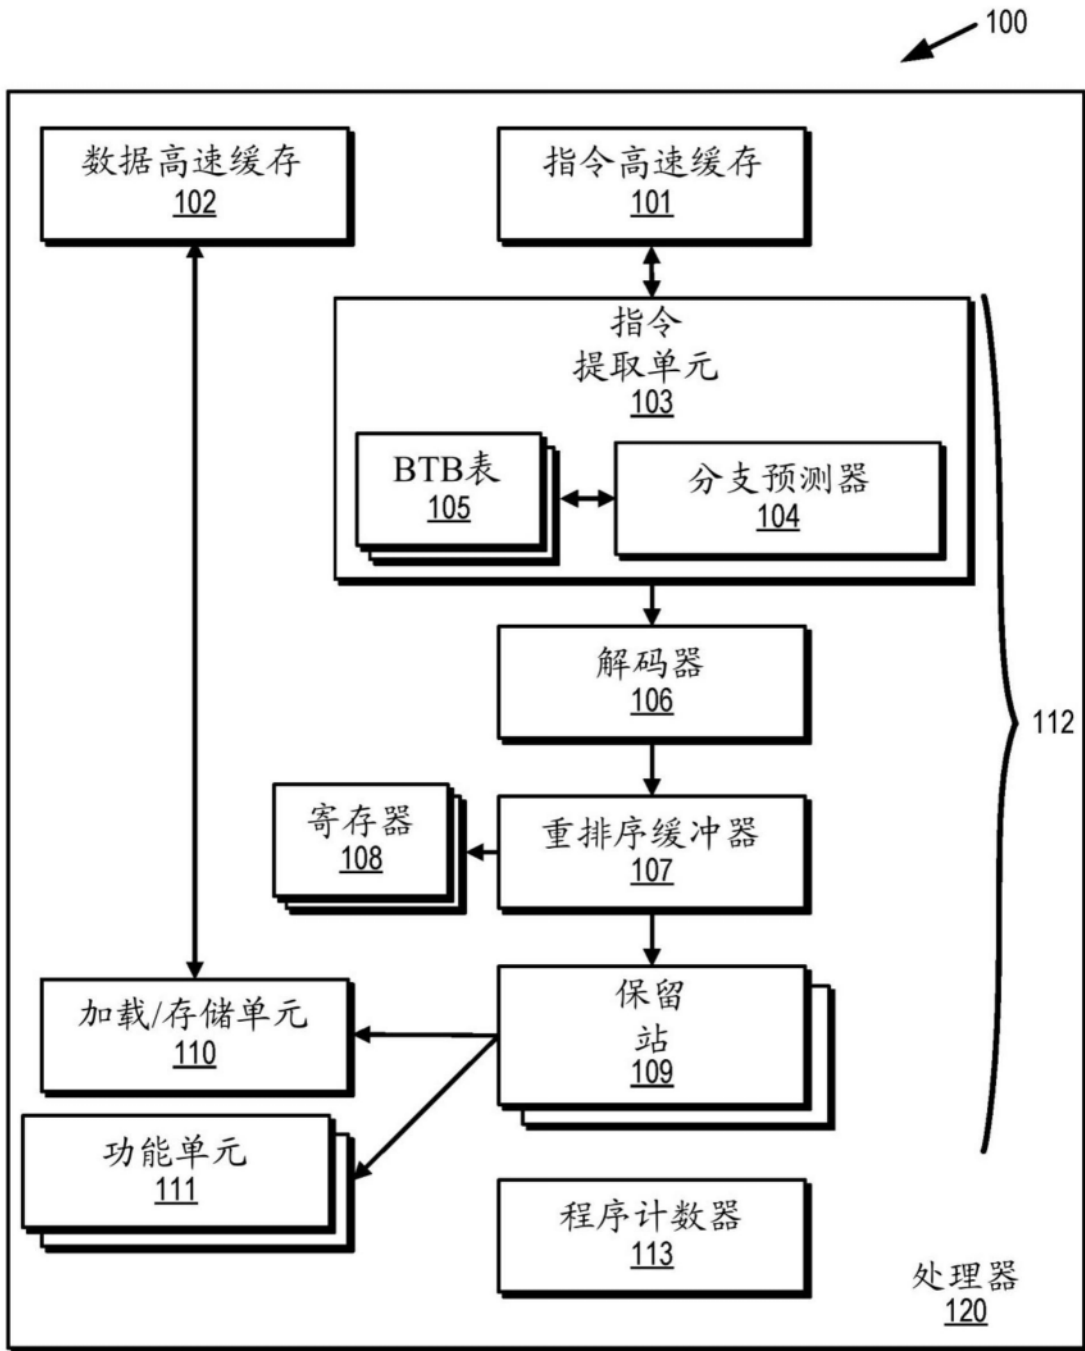 100
数据高速缓存
102
指令高速缓存
101
指令
提取单元
103
BTB表
105
分支预测器
104
解码器
106
112
寄存器
108
重排序缓冲器
107
加载/存储单元
110
保留
站
109
功能单元
111
程序计数器
113
处理器
120